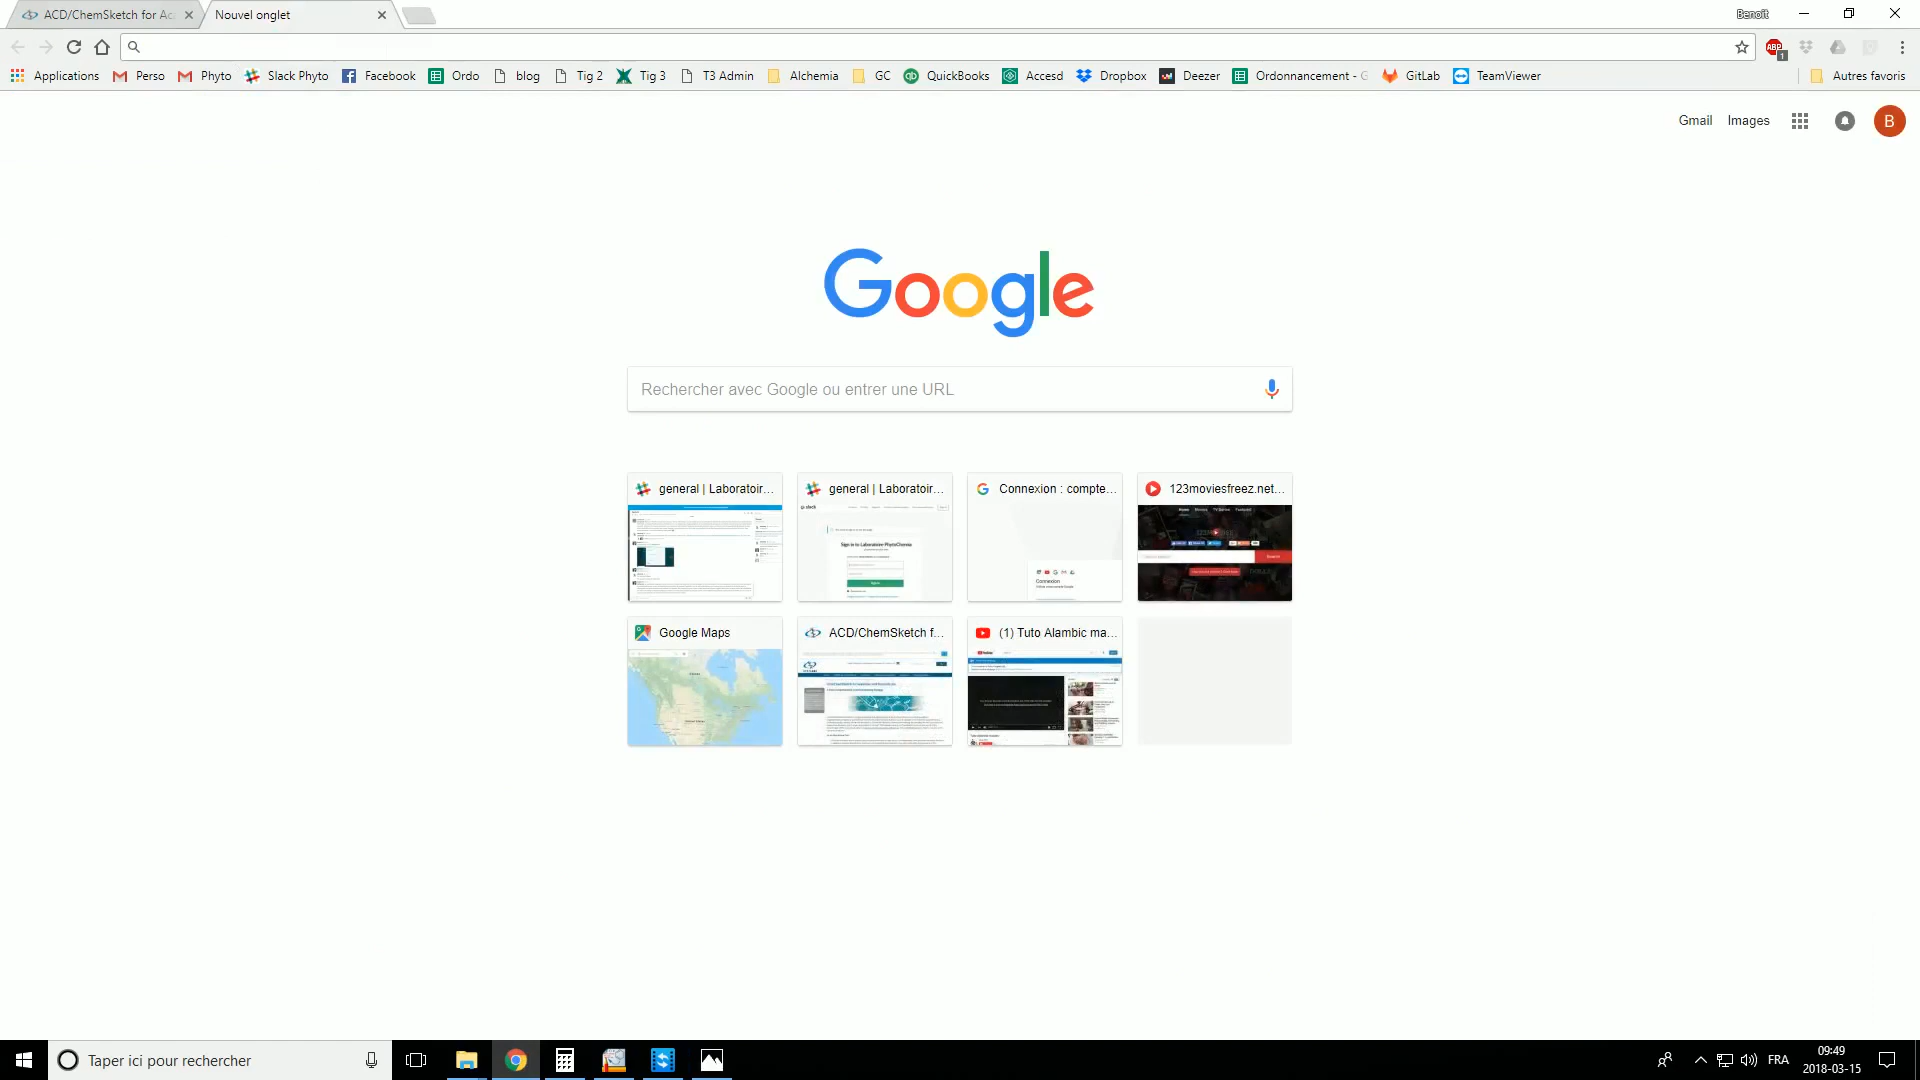 ACD/ChemSketch for Ac
Nouvel onglet
Benoit
Applications
Perso
Phyto
Slack Phyto
Facebook
Ordo
blog
Tig 2
Tig 3
T3 Admin
Alchemia
GC
QuickBooks
Accesd
Dropbox
Deezer
Ordonnancement - G
GitLab
TeamViewer
Autres favoris
ABP
1
Gmail
Images
B
Google
Rechercher avec Google ou entrer une URL
general | Laboratoir...
general | Laboratoir...
Connexion : compte...
123moviesfreez.net...
Google Maps
ACD/ChemSketch f...
(1) Tuto Alambic ma...
Taper ici pour rechercher
FRA
09:49
2018-03-15